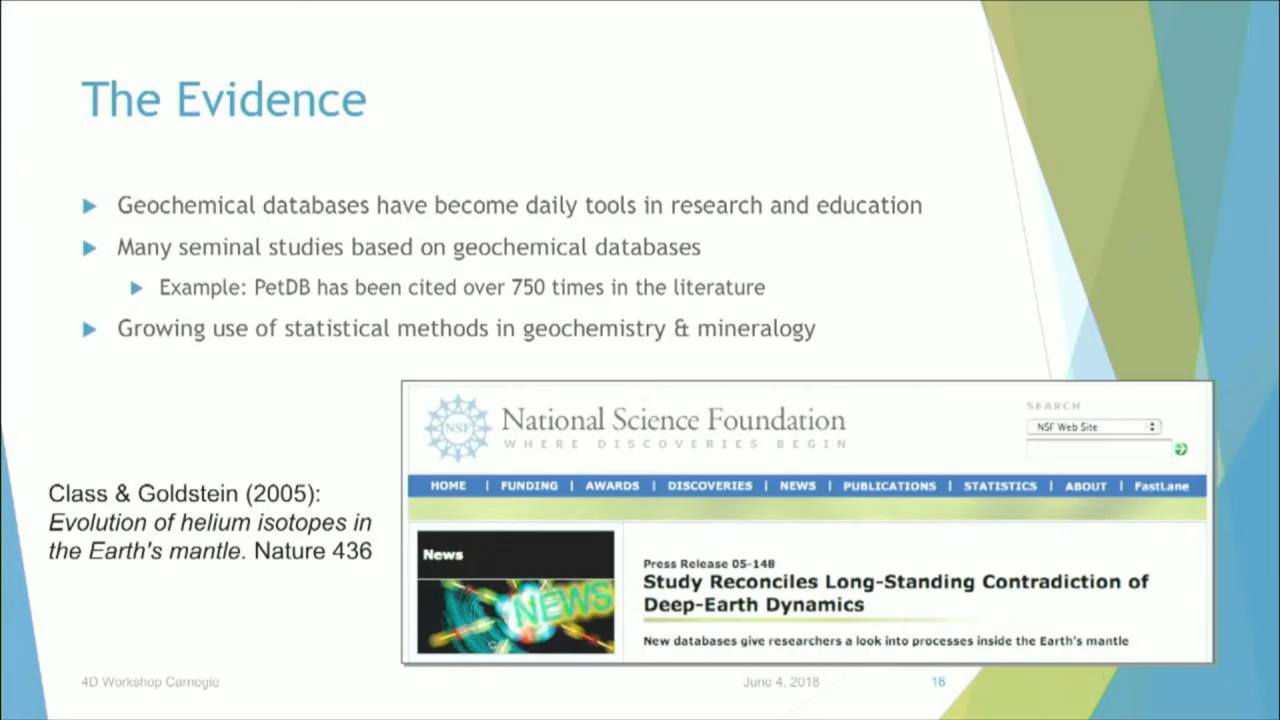 The Evidence
Geochemical databases have become daily tools in research and education
Many seminal studies based on geochemical databases
Example: PetDB has been cited over 750 times in the literature
Growing use of statistical methods in geochemistry & mineralogy
Class & Goldstein (2005):
Evolution of helium isotopes in
the Earth's mantle. Nature 436
NSF
National Science Foundation
WHERE DISCOVERIES BEGIN
SEARCH
NSF Web Site
HOME | FUNDING | AWARDS | DISCOVERIES | NEWS | PUBLICATIONS | STATISTICS | ABOUT | FastLane
News
NEWS
Press Release 05-148
Study Reconciles Long-Standing Contradiction of
Deep-Earth Dynamics
New databases give researchers a look into processes inside the Earth's mantle
4D Workshop Carnegie June 4, 2018 16